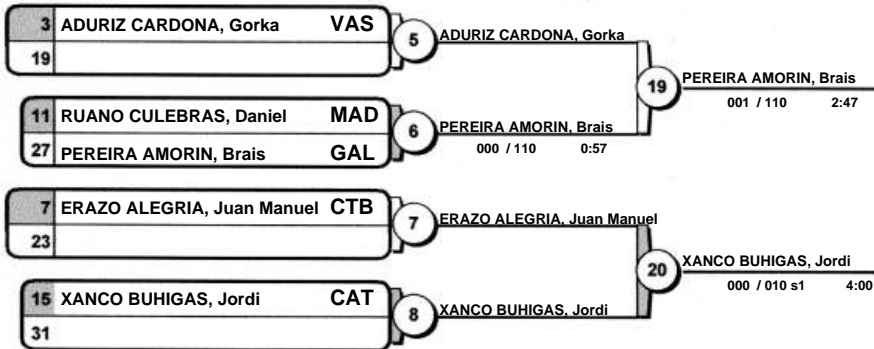 3 ADURIZ CARDONA, Gorka VAS
19
5
ADURIZ CARDONA, Gorka
11 RUANO CULEBRAS, Daniel MAD
27 PEREIRA AMORIN, Brais GAL
6
PEREIRA AMORIN, Brais
000 / 110 0:57
19
PEREIRA AMORIN, Brais
001 / 110 2:47
7 ERAZO ALEGRIA, Juan Manuel CTB
23
7
ERAZO ALEGRIA, Juan Manuel
15 XANCO BUHIGAS, Jordi CAT
31
8
XANCO BUHIGAS, Jordi
20
XANCO BUHIGAS, Jordi
000 / 010 s1 4:00